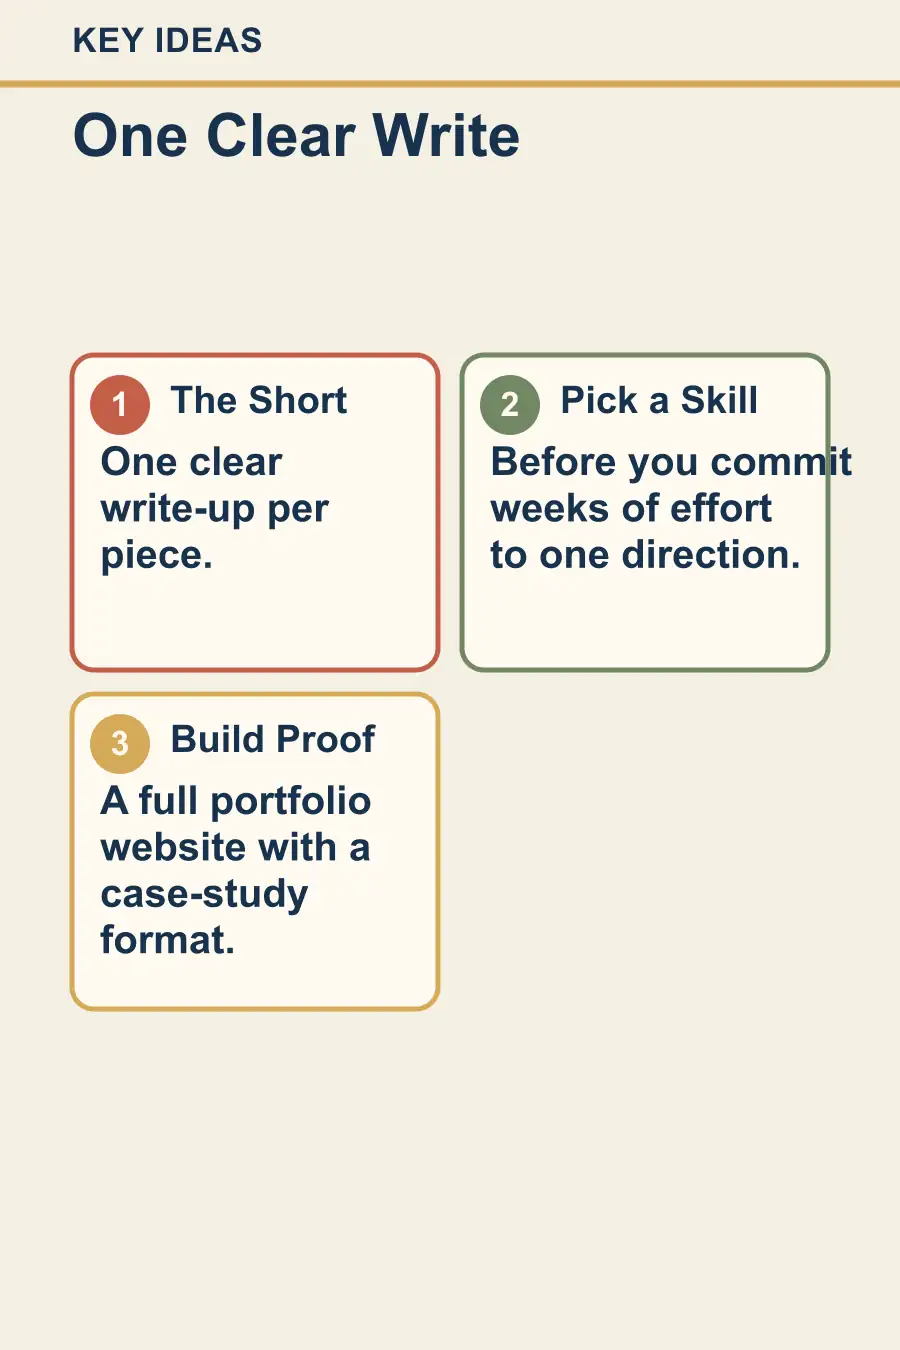 KEY IDEAS
One Clear Write
1 The Short
One clear
write-up per
piece.
2 Pick a Skill
Before you commit
weeks of effort
to one direction.
3 Build Proof
A full portfolio
website with a
case-study
format.